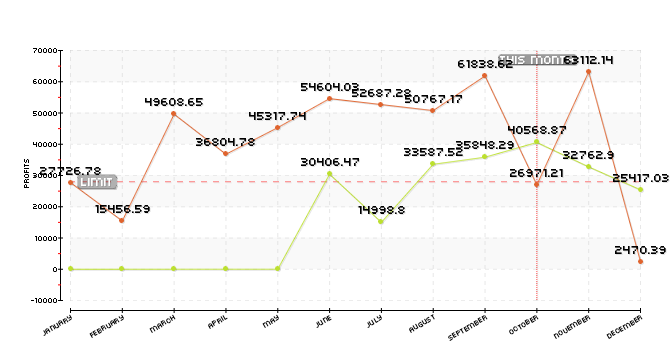 70000
60000
50000
40000
30000
20000
10000
0
-10000
PROFITS
27726.78
15456.59
49608.65
36804.78
45317.74
54604.03
52687.28
50767.17
61838.62
26971.21
63112.14
2470.39
30406.47
14998.8
33587.52
35848.29
40568.87
32762.9
25417.03
Limit
This month
JANUARY
FEBRUARY
MARCH
APRIL
MAY
JUNE
JULY
AUGUST
SEPTEMBER
OCTOBER
NOVEMBER
DECEMBER